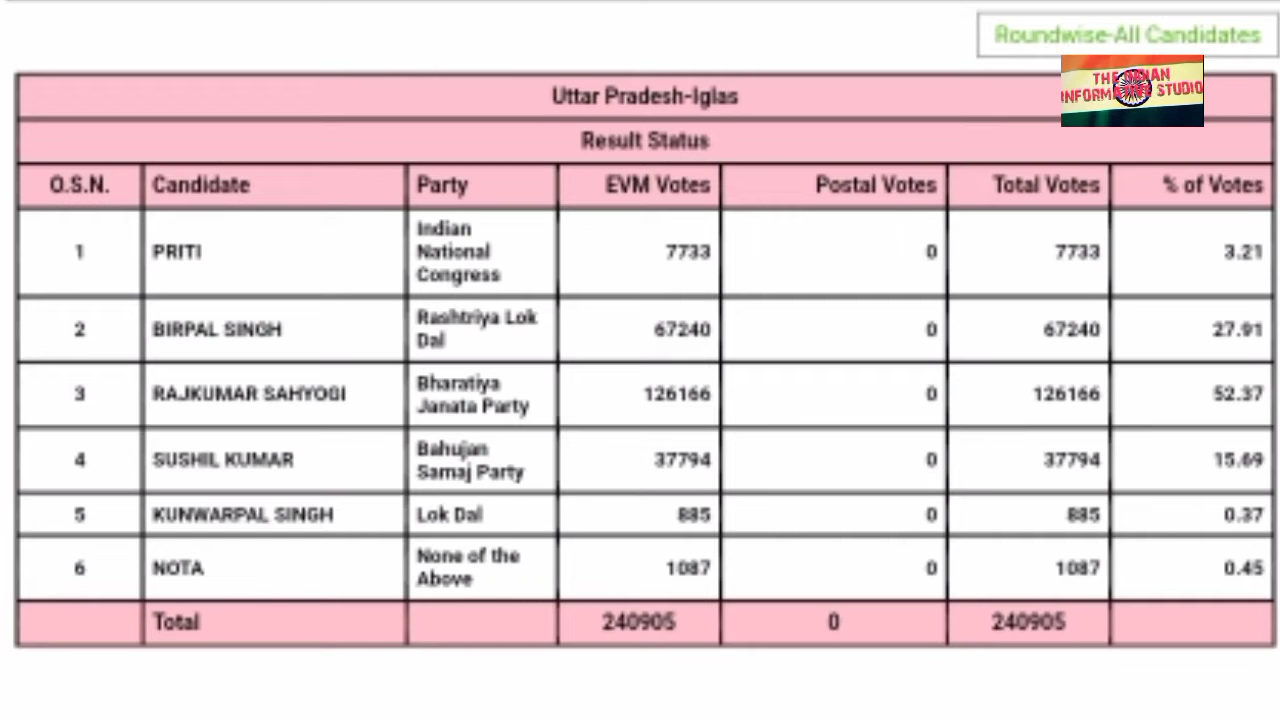 Roundwise-All Candidates
THE INDIAN
INFORMATIVE STUDIO
Uttar Pradesh-Iglas
Result Status
O.S.N. Candidate Party EVM Votes Postal Votes Total Votes % of Votes
1 PRITI Indian National Congress 7733 0 7733 3.21
2 BIRPAL SINGH Rashtriya Lok Dal 67240 0 67240 27.91
3 RAJKUMAR SAHYOGI Bharatiya Janata Party 126166 0 126166 52.37
4 SUSHIL KUMAR Bahujan Samaj Party 37794 0 37794 15.69
5 KUNWARPAL SINGH Lok Dal 885 0 885 0.37
6 NOTA None of the Above 1087 0 1087 0.45
Total 240905 0 240905